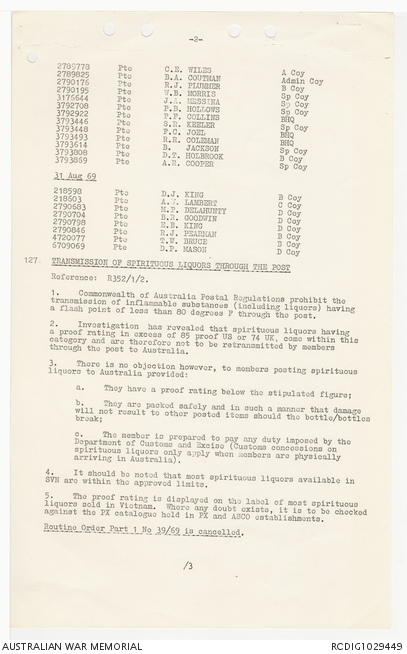 -2-
2789778 Pte C.E. WILES A Coy
2789825 Pte B.A. COUTMAN Admin Coy
2790176 Pte R.J. PLUMMER B Coy
2790195 Pte W.B. MORRIS Sp Coy
3176644 Pte J.A. MESSINA Sp Coy
3792708 Pte P.B. HOLLOWS Sp Coy
3792922 Pte P.F. COLLINS BHQ
3793446 Pte S.R. KEELER Sp Coy
3793448 Pte F.C. JOEL BHQ
3793493 Pte R.R. COLEMAN BHQ
3793614 Pte B. JACKSON Sp Coy
3793808 Pte D.T. HOLBROOK B Coy
3793869 Pte A.R. COOPER Sp Coy
31 Aug 69
218598 Pte D.J. KING B Coy
218603 Pte A.V. LAMBERT C Coy
2790683 Pte M.P. DELAHUNTY D Coy
2790704 Pte B.R. GOODWIN D Coy
2790798 Pte E.B. KING D Coy
2790846 Pte R.J. PEARMAN B Coy
4720077 Pte T.W. BRUCE B Coy
6709069 Pte D.P. MASON D Coy
127. TRANSMISSION OF SPIRITUOUS LIQUORS THROUGH THE POST
Reference: R352/1/2.
1. Commonwealth of Australia Postal Regulations prohibit the
transmission of inflammable substances (including liquors) having
a flash point of less than 80 degrees F through the post.
2. Investigation has revealed that spirituous liquors having
a proof rating in excess of 85 proof US or 74 UK, come within this
category and are therefore not to be retransmitted by members
through the post to Australia.
3. There is no objection however, to members posting spirituous
liquors to Australia provided:
a. They have a proof rating below the stipulated figure;
b. They are packed safely and in such a manner that damage
will not result to other posted items should the bottle/bottles
break;
c. The member is prepared to pay any duty imposed by the
Department of Customs and Excise (Customs concessions on
spirituous liquors only apply when members are physically
arriving in Australia).
4. It should be noted that most spirituous liquors available in
SVN are within the approved limits.
5. The proof rating is displayed on the label of most spirituous
liquors sold in Vietnam. Where any doubt exists, it is to be checked
against the PX catalogue held in PX and ASCO establishments.
Routine Order Part 1 No 39/69 is cancelled.
/3
AUSTRALIAN WAR MEMORIAL
RCDIG1029449